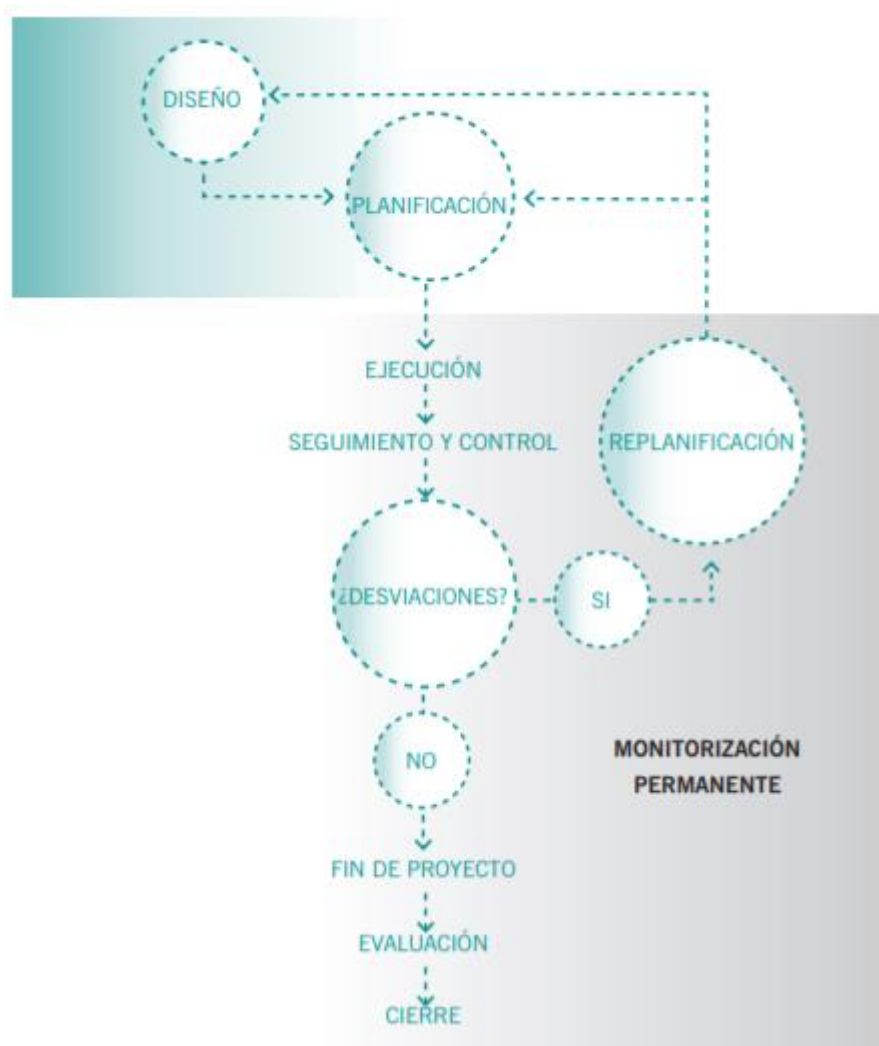 DISEÑO
PLANIFICACIÓN
EJECUCIÓN
SEGUIMIENTO Y CONTROL
REPLANIFICACIÓN
¿DESVIACIONES?
SI
NO
MONITORIZACIÓN
PERMANENTE
FIN DE PROYECTO
EVALUACIÓN
CIERRE